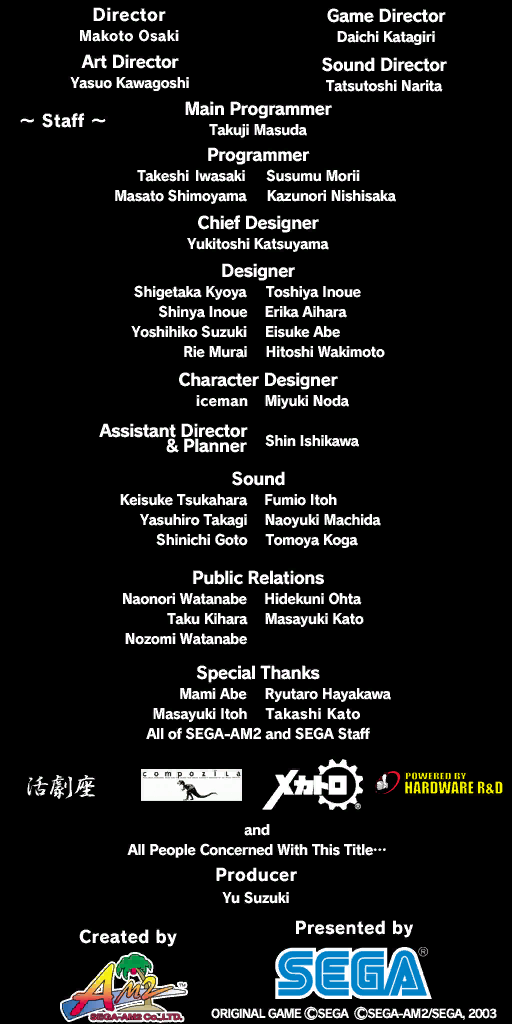 Director
Makoto Osaki
Game Director
Daichi Katagiri
Art Director
Yasuo Kawagoshi
Sound Director
Tatsutoshi Narita
~ Staff ~
Main Programmer
Takuji Masuda
Programmer
Takeshi Iwasaki Susumu Morii
Masato Shimoyama Kazunori Nishisaka
Chief Designer
Yukitoshi Katsuyama
Designer
Shigetaka Kyoya Toshiya Inoue
Shinya Inoue Erika Aihara
Yoshihiko Suzuki Eisuke Abe
Rie Murai Hitoshi Wakimoto
Character Designer
iceman Miyuki Noda
Assistant Director
& Planner
Shin Ishikawa
Sound
Keisuke Tsukahara Fumio Itoh
Yasuhiro Takagi Naoyuki Machida
Shinichi Goto Tomoya Koga
Public Relations
Naonori Watanabe Hidekuni Ohta
Taku Kihara Masayuki Kato
Nozomi Watanabe
Special Thanks
Mami Abe Ryutaro Hayakawa
Masayuki Itoh Takashi Kato
All of SEGA-AM2 and SEGA Staff
活劇座
compozila
メカトロ®
POWERED BY
HARDWARE R&D
and
All People Concerned With This Title…
Producer
Yu Suzuki
Created by
AM2™
SEGA-AM2 Co.,LTD.
Presented by
SEGA®
ORIGINAL GAME ©SEGA ©SEGA-AM2/SEGA, 2003